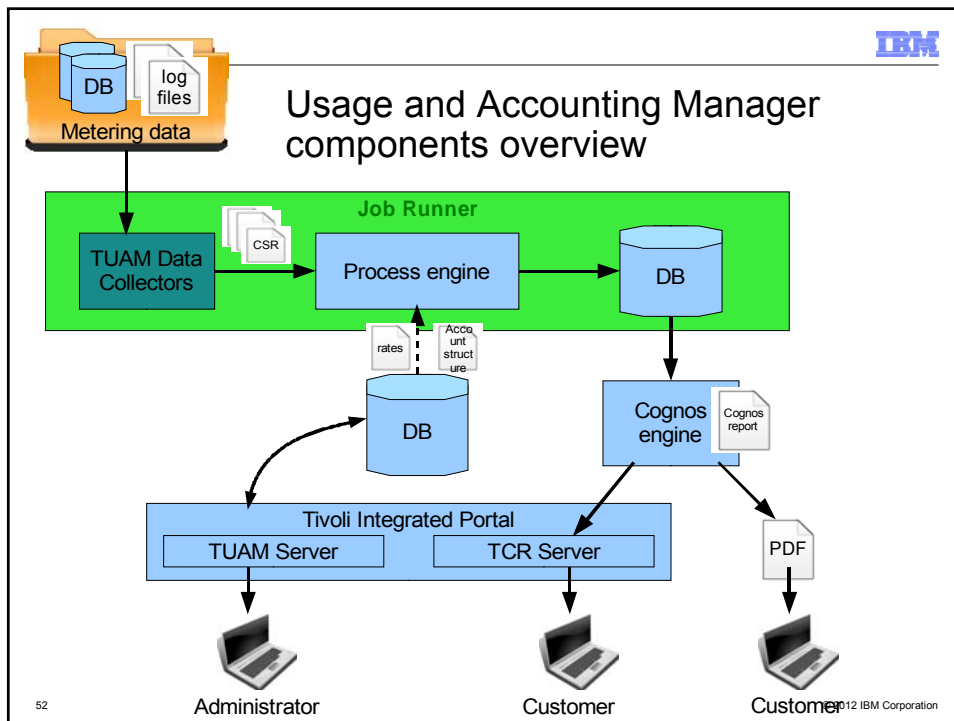 IBM
DB
log
files
Metering data
Usage and Accounting Manager
components overview
Job Runner
TUAM Data
Collectors
CSR
Process engine
DB
rates
Acco
unt
struct
ure
DB
Cognos
engine
Cognos
report
Tivoli Integrated Portal
TUAM Server
TCR Server
PDF
Administrator
Customer
Customer
52
2012 IBM Corporation